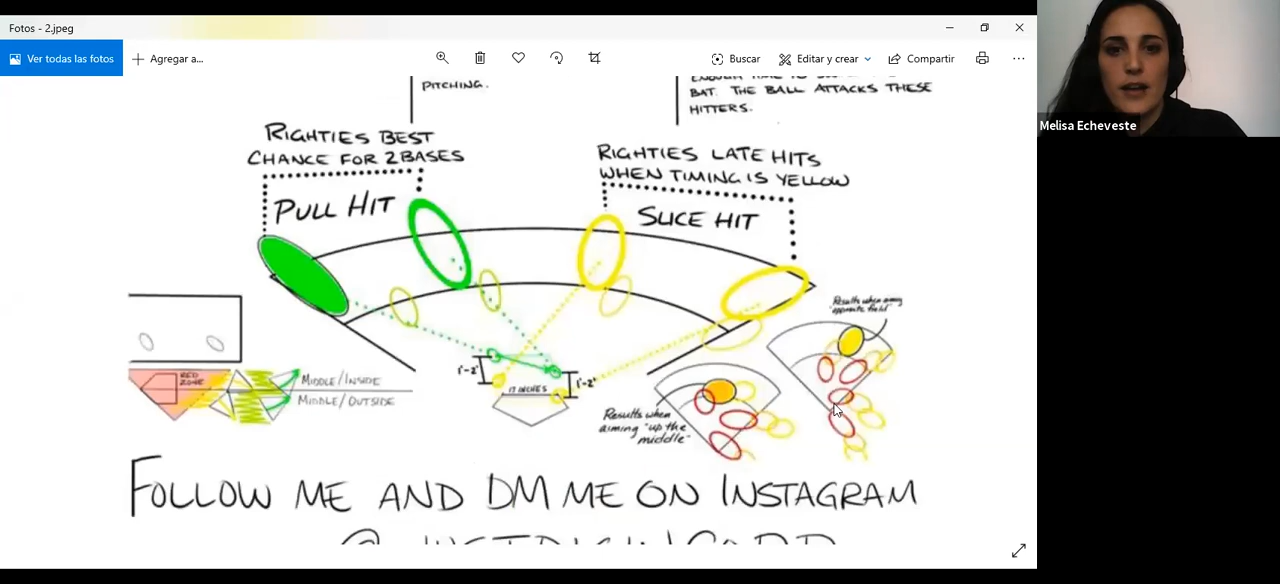 Fotos - 2.jpeg
Ver todas las fotos
Agregar a...
Buscar
Editar y crear
Compartir
PITCHING.
BAT. THE BALL ATTACKS THESE
HITTERS.
RIGHTIES BEST
CHANCE FOR 2 BASES
PULL HIT
RIGHTIES LATE HITS
WHEN TIMING IS YELLOW
SLICE HIT
Results when aiming
"opposite field"
RED
ZONE
MIDDLE/INSIDE
MIDDLE/OUTSIDE
1'-2'
17 INCHES
1'-2'
Results when
aiming "up the
middle"
FOLLOW ME AND DM ME ON INSTAGRAM
Melisa Echeveste